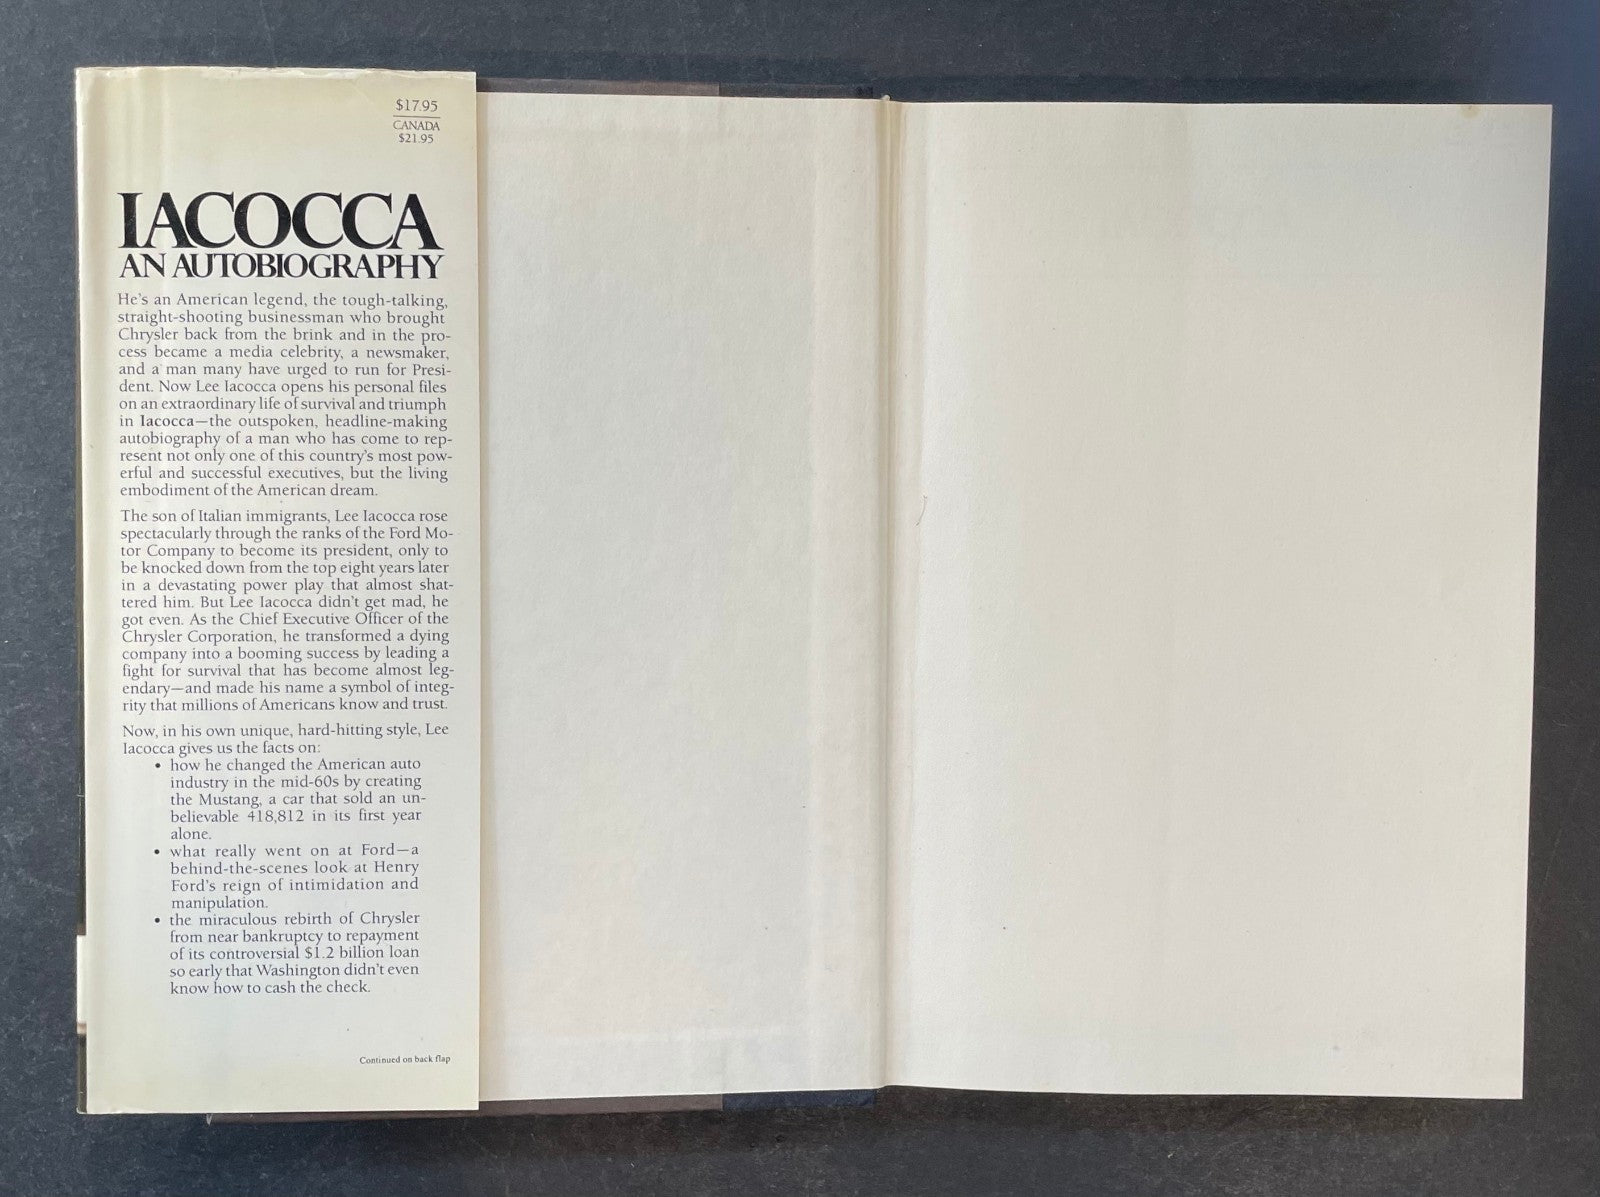 $17.95
CANADA
$21.95
IACOCCA
AN AUTOBIOGRAPHY
He's an American legend, the tough-talking,
straight-shooting businessman who brought
Chrysler back from the brink and in the pro-
cess became a media celebrity, a newsmaker,
and a man many have urged to run for Presi-
dent. Now Lee Iacocca opens his personal files
on an extraordinary life of survival and triumph
in Iacocca—the outspoken, headline-making
autobiography of a man who has come to rep-
resent not only one of this country's most pow-
erful and successful executives, but the living
embodiment of the American dream.
The son of Italian immigrants, Lee Iacocca rose
spectacularly through the ranks of the Ford Mo-
tor Company to become its president, only to
be knocked down from the top eight years later
in a devastating power play that almost shat-
tered him. But Lee Iacocca didn't get mad, he
got even. As the Chief Executive Officer of the
Chrysler Corporation, he transformed a dying
company into a booming success by leading a
fight for survival that has become almost leg-
endary—and made his name a symbol of integ-
rity that millions of Americans know and trust.
Now, in his own unique, hard-hitting style, Lee
Iacocca gives us the facts on:
• how he changed the American auto
industry in the mid-60s by creating
the Mustang, a car that sold an un-
believable 418,812 in its first year
alone.
• what really went on at Ford—a
behind-the-scenes look at Henry
Ford's reign of intimidation and
manipulation.
• the miraculous rebirth of Chrysler
from near bankruptcy to repayment
of its controversial $1.2 billion loan
so early that Washington didn't even
know how to cash the check.
Continued on back flap